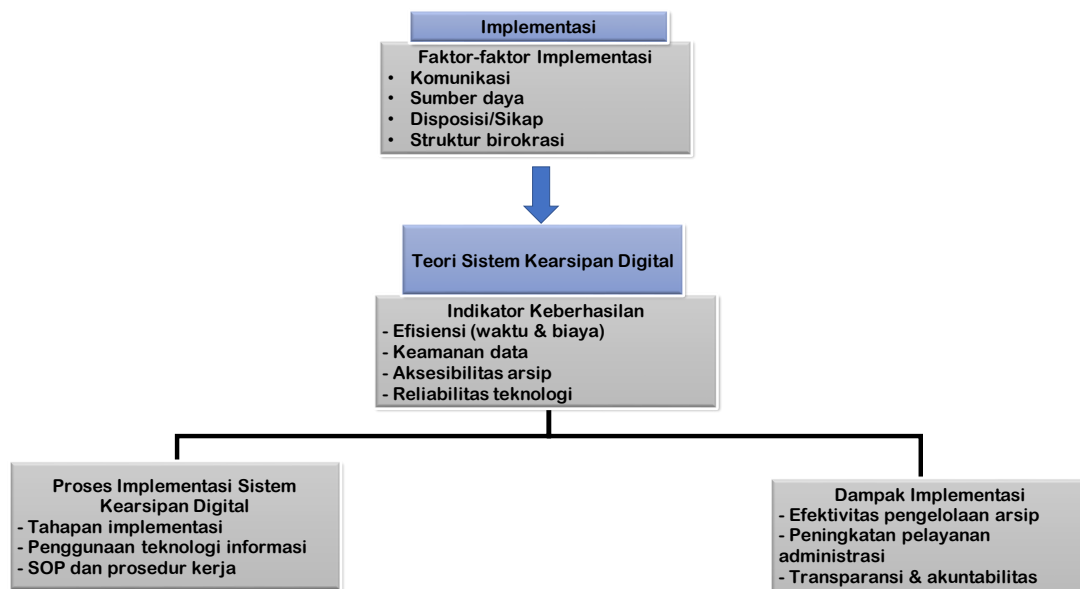 Implementasi
Faktor-faktor Implementasi
• Komunikasi
• Sumber daya
• Disposisi/Sikap
• Struktur birokrasi
Teori Sistem Kearsipan Digital
Indikator Keberhasilan
- Efisiensi (waktu & biaya)
- Keamanan data
- Aksesibilitas arsip
- Reliabilitas teknologi
Proses Implementasi Sistem
Kearsipan Digital
- Tahapan implementasi
- Penggunaan teknologi informasi
- SOP dan prosedur kerja
Dampak Implementasi
- Efektivitas pengelolaan arsip
- Peningkatan pelayanan
administrasi
- Transparansi & akuntabilitas